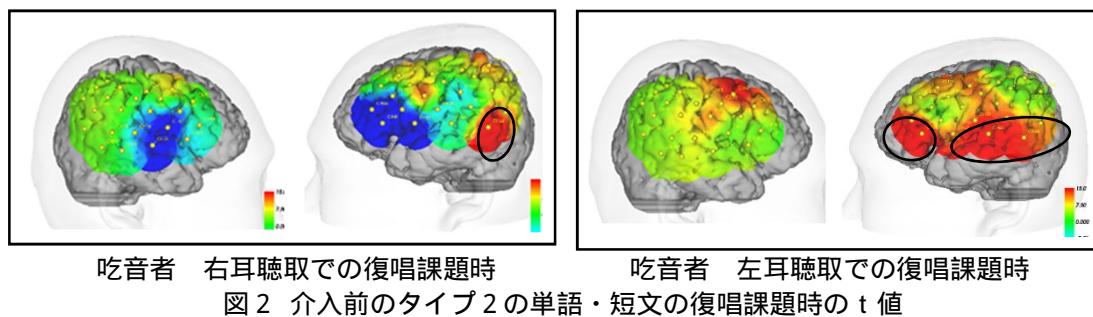 吃音者 右耳聴取での復唱課題時
吃音者 左耳聴取での復唱課題時
図2 介入前のタイプ2の単語・短文の復唱課題時のt値